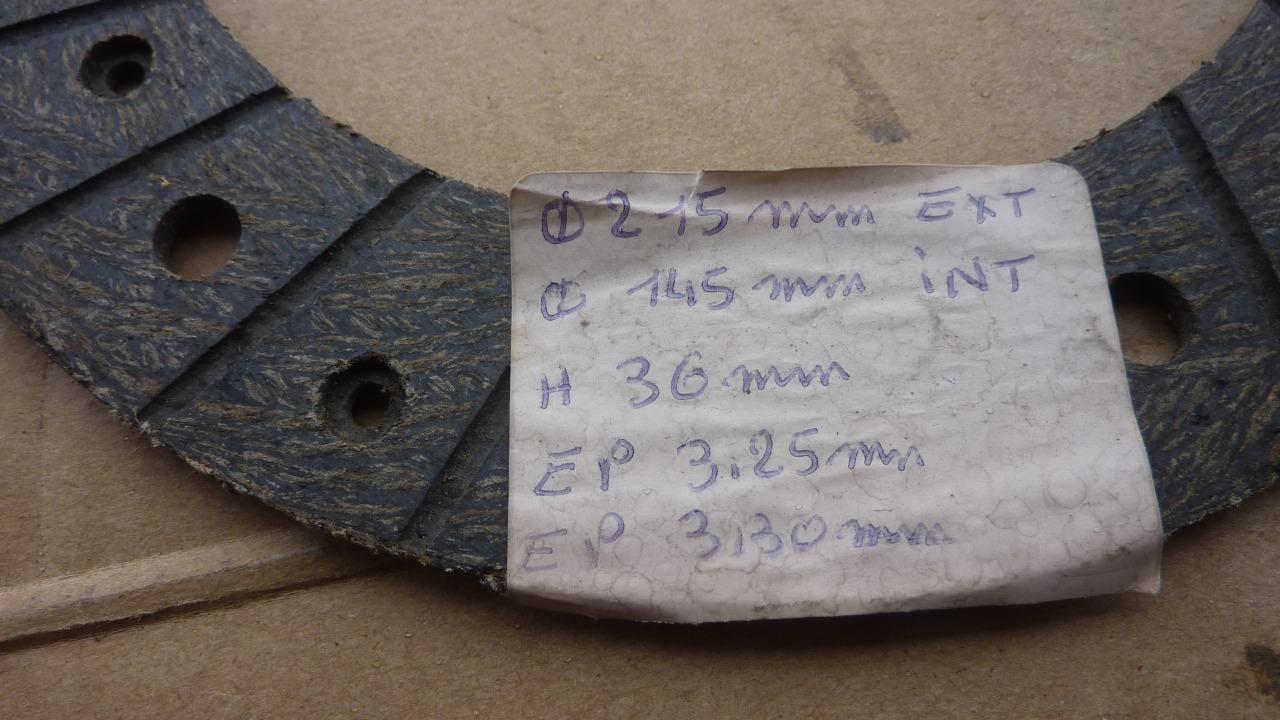 Φ 215 mm EXT
Φ 145 mm iNT
H 36 mm
EP 3.25 mm
EP 3,30 mm